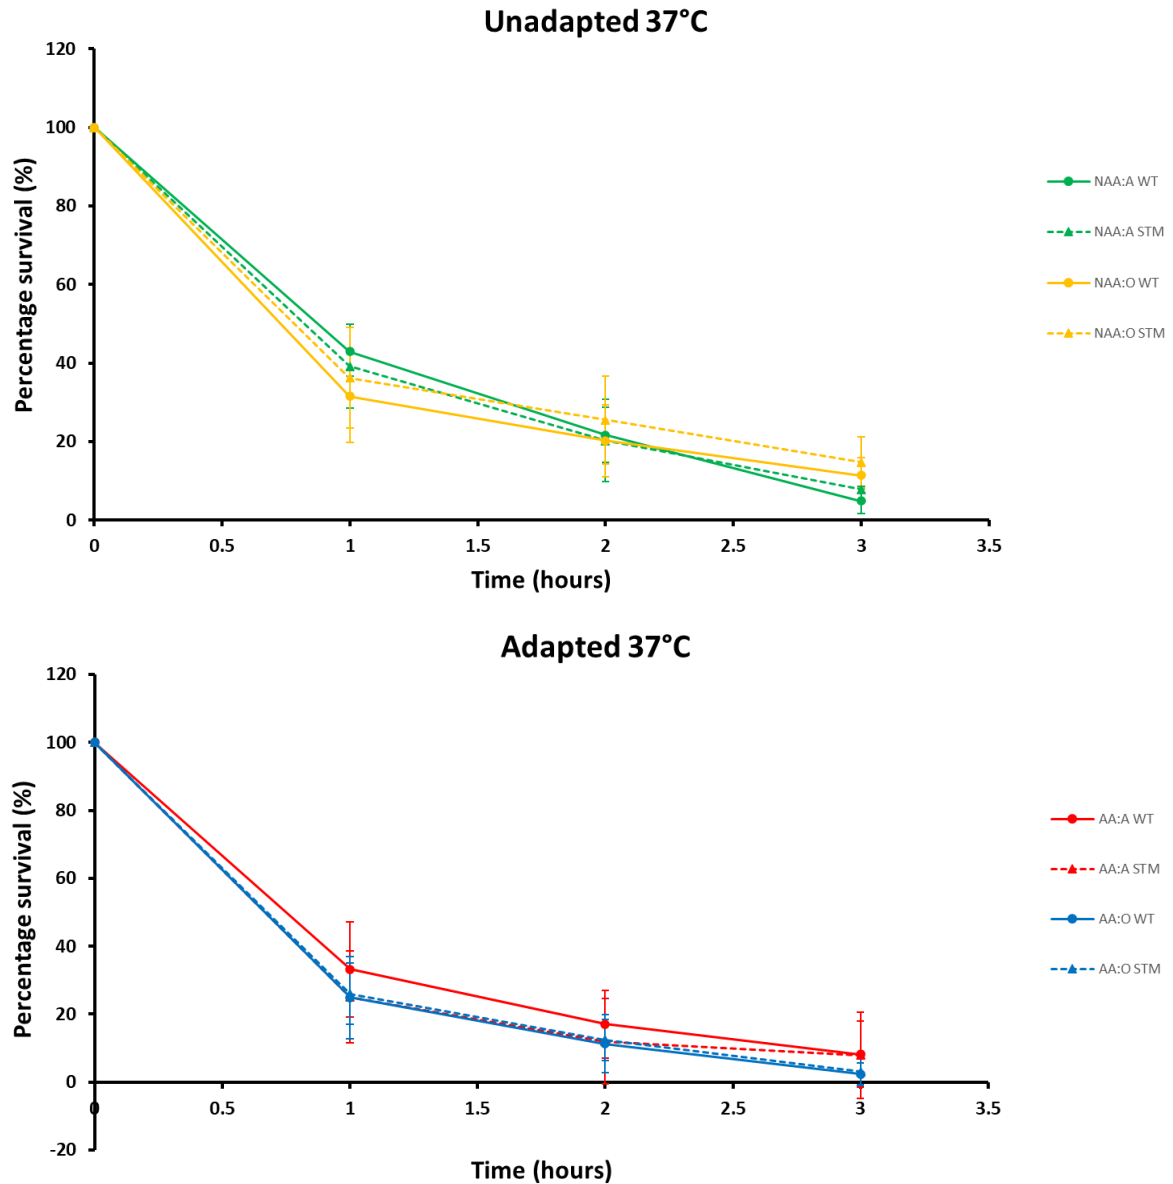 Unadapted 37°C
120
100
80
60
40
20
0
Percentage survival (%)
0 0.5 1 1.5 2 2.5 3 3.5
Time (hours)
NAA:A WT
NAA:A STM
NAA:O WT
NAA:O STM
Adapted 37°C
120
100
80
60
40
20
0
-20
Percentage survival (%)
0 0.5 1 1.5 2 2.5 3 3.5
Time (hours)
AA:A WT
AA:A STM
AA:O WT
AA:O STM